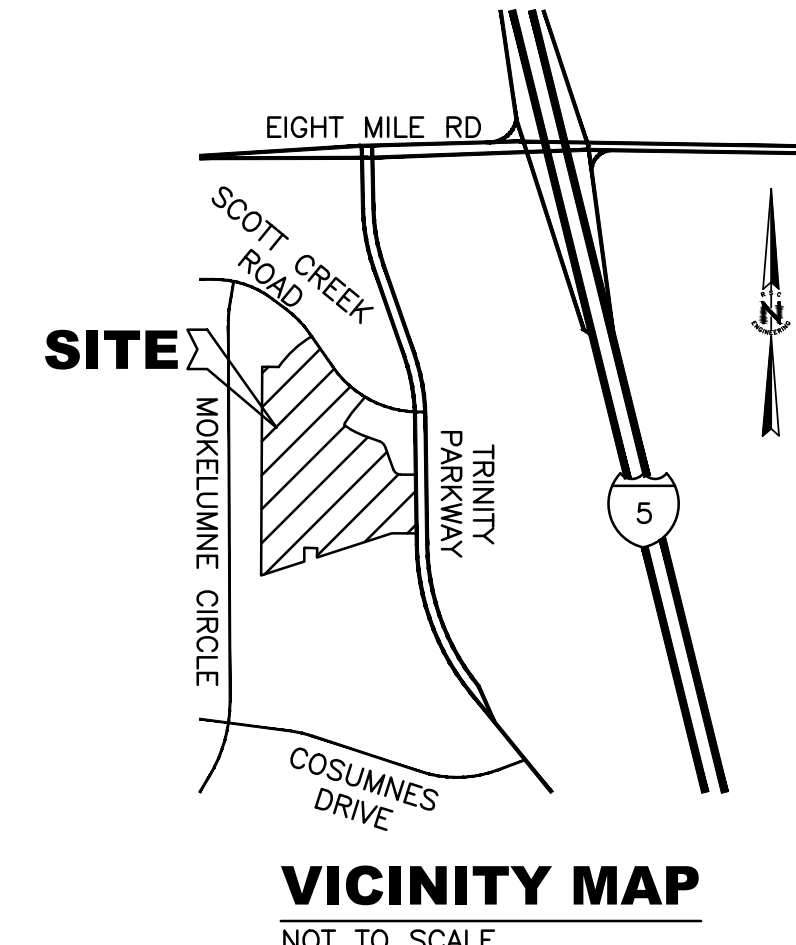 EIGHT MILE RD
SCOTT CREEK
ROAD
R S C
N
ENGINEERING
SITE
MOKELUMNE CIRCLE
TRINITY
PARKWAY
5
COSUMNES
DRIVE
VICINITY MAP
NOT TO SCALE